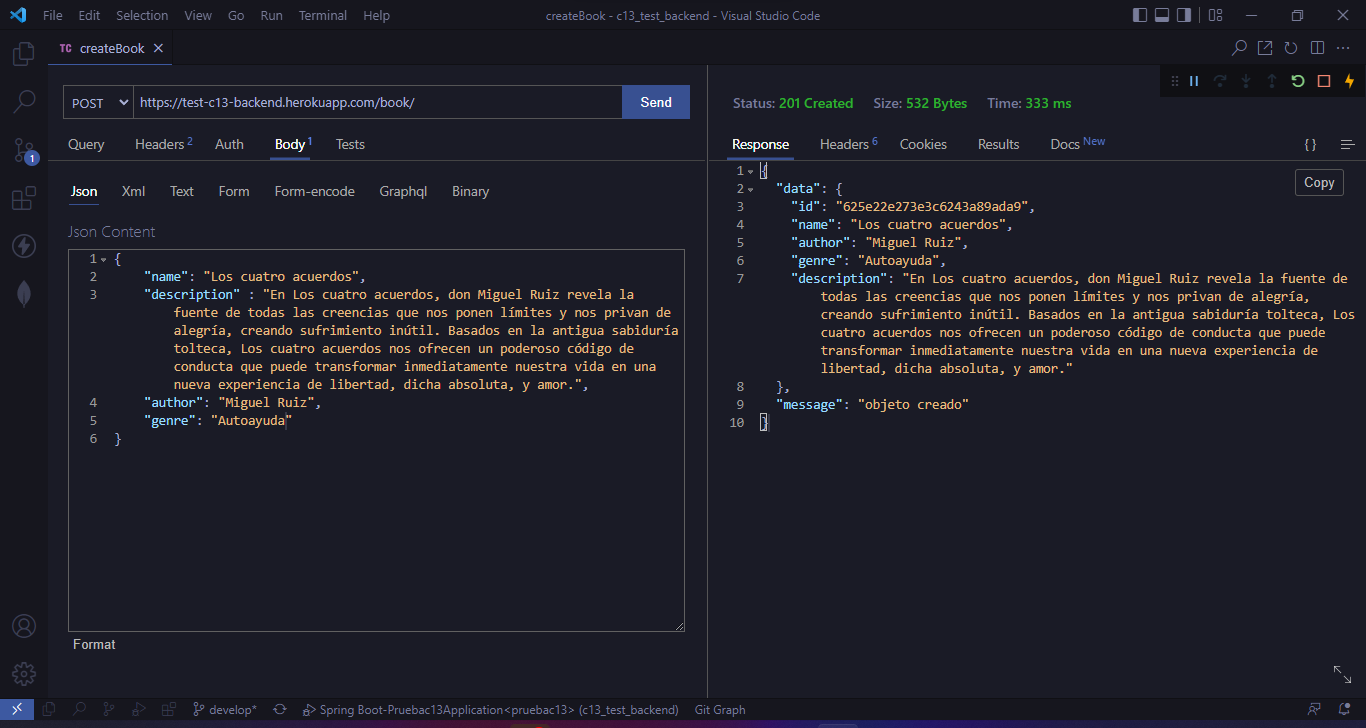 File Edit Selection View Go Run Terminal Help
createBook - c13_test_backend - Visual Studio Code
TC createBook
POST https://test-c13-backend.herokuapp.com/book/ Send
Query Headers 2 Auth Body 1 Tests
Json Xml Text Form Form-encode Graphql Binary
Json Content
1 {
2 "name": "Los cuatro acuerdos",
3 "description" : "En Los cuatro acuerdos, don Miguel Ruiz revela la
fuente de todas las creencias que nos ponen límites y nos privan de
alegría, creando sufrimiento inútil. Basados en la antigua sabiduría
tolteca, Los cuatro acuerdos nos ofrecen un poderoso código de
conducta que puede transformar inmediatamente nuestra vida en una
nueva experiencia de libertad, dicha absoluta, y amor.",
4 "author": "Miguel Ruiz",
5 "genre": "Autoayuda"
6 }
Format
Status: 201 Created Size: 532 Bytes Time: 333 ms
Response Headers 6 Cookies Results Docs New
{ }
Copy
1 {
2 "data": {
3 "id": "625e22e273e3c6243a89ada9",
4 "name": "Los cuatro acuerdos",
5 "author": "Miguel Ruiz",
6 "genre": "Autoayuda",
7 "description": "En Los cuatro acuerdos, don Miguel Ruiz revela la fuente de
todas las creencias que nos ponen límites y nos privan de alegría,
creando sufrimiento inútil. Basados en la antigua sabiduría tolteca, Los
cuatro acuerdos nos ofrecen un poderoso código de conducta que puede
transformar inmediatamente nuestra vida en una nueva experiencia de
libertad, dicha absoluta, y amor."
8 },
9 "message": "objeto creado"
10 }
1
develop* Spring Boot-Pruebac13Application<pruebac13> (c13_test_backend) Git Graph